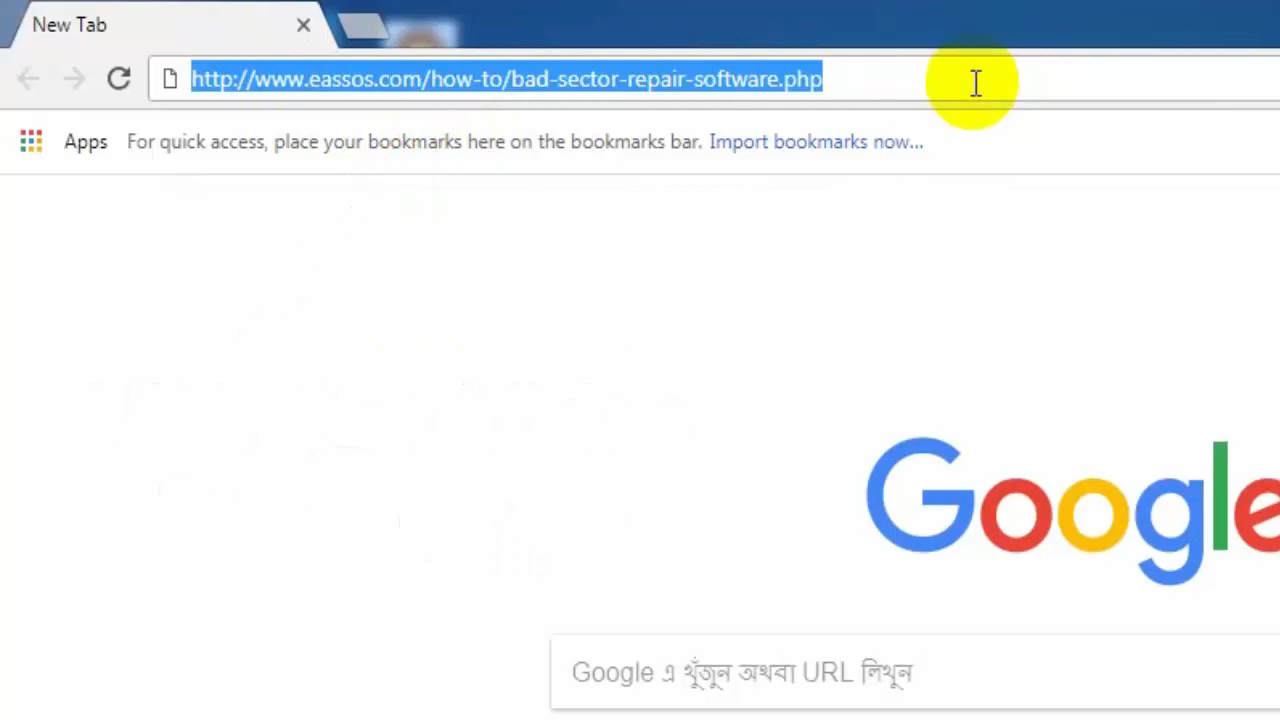 New Tab
http://www.eassos.com/how-to/bad-sector-repair-software.php
Apps For quick access, place your bookmarks here on the bookmarks bar. Import bookmarks now...
Google
Google এ খুঁজুন অথবা URL লিখুন